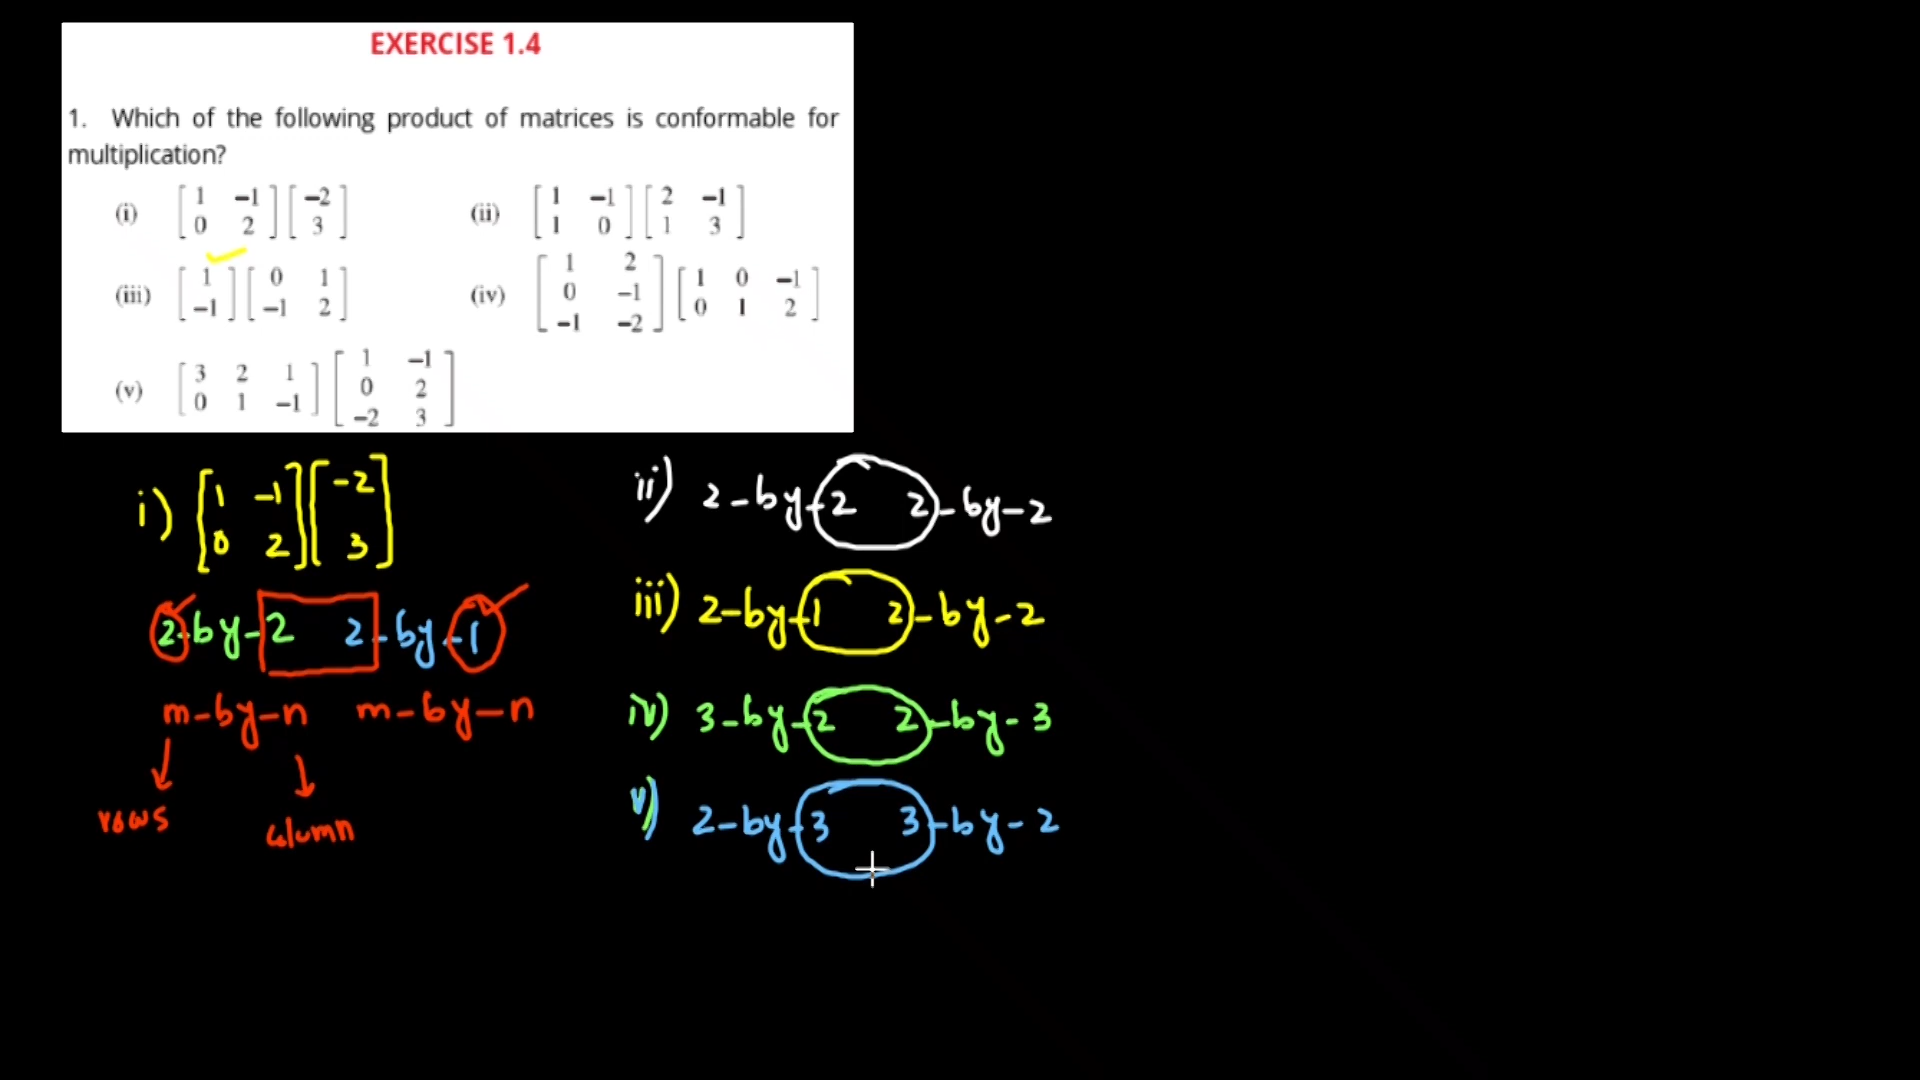 EXERCISE 1.4
1. Which of the following product of matrices is conformable for
multiplication?
(i) [1 −1] [−2]
[0 2] [3]
(ii) [1 −1] [2 −1]
[1 0] [1 3]
(iii) [1] [0 1]
[−1] [−1 2]
(iv) [1 2]
[0 −1] [1 0 −1]
[−1 −2] [0 1 2]
(v) [3 2 1] [1 −1]
[0 1 −1] [0 2]
[−2 3]
i) [1 -1] [-2]
[0 2] [3]
2-by-2 2-by-1
m-by-n m-by-n
rows
column
ii) 2-by-2 2-by-2
iii) 2-by-1 2-by-2
iv) 3-by-2 2-by-3
v) 2-by-3 3-by-2